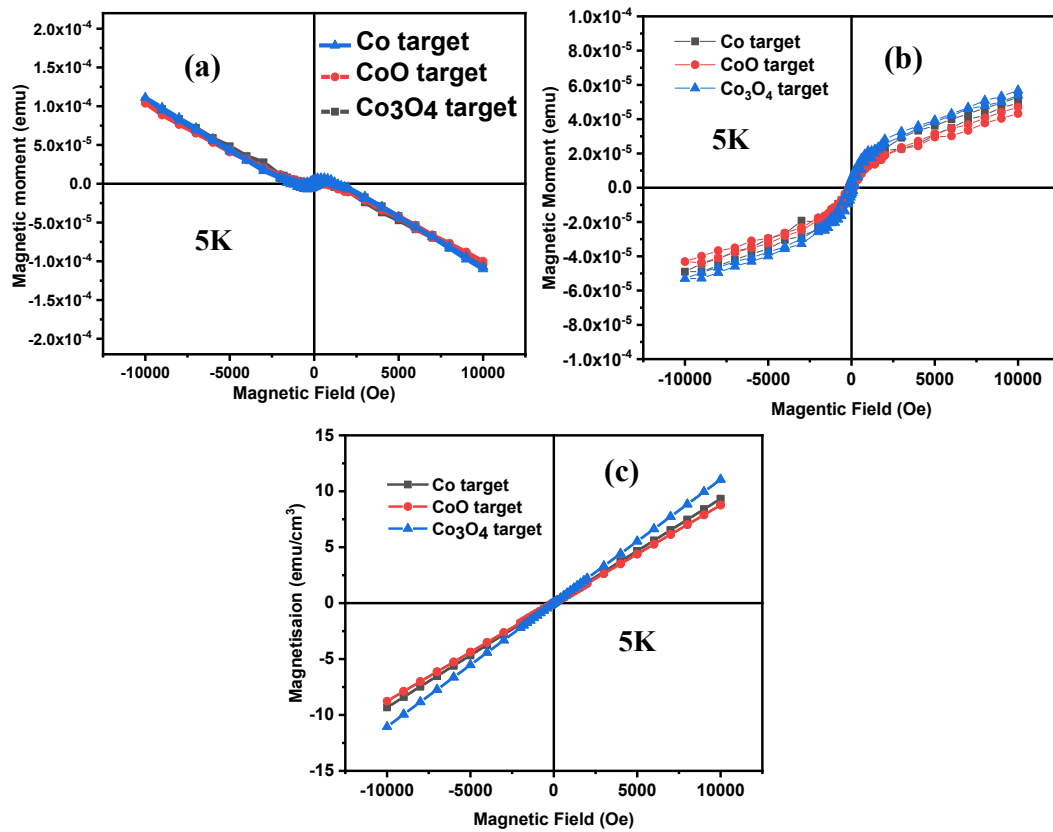 (a)
Co target
CoO target
Co₃O₄ target
5K
2.0x10⁻⁴
1.5x10⁻⁴
1.0x10⁻⁴
5.0x10⁻⁵
0.0
-5.0x10⁻⁵
-1.0x10⁻⁴
-1.5x10⁻⁴
-2.0x10⁻⁴
Magnetic moment (emu)
-10000 -5000 0 5000 10000
Magnetic Field (Oe)
(b)
Co target
CoO target
Co₃O₄ target
5K
1.0x10⁻⁴
8.0x10⁻⁵
6.0x10⁻⁵
4.0x10⁻⁵
2.0x10⁻⁵
0.0
-2.0x10⁻⁵
-4.0x10⁻⁵
-6.0x10⁻⁵
-8.0x10⁻⁵
-1.0x10⁻⁴
Magnetic Moment (emu)
-10000 -5000 0 5000 10000
Magentic Field (Oe)
(c)
Co target
CoO target
Co₃O₄ target
5K
15
10
5
0
-5
-10
-15
Magnetisaion (emu/cm³)
-10000 -5000 0 5000 10000
Magnetic Field (Oe)